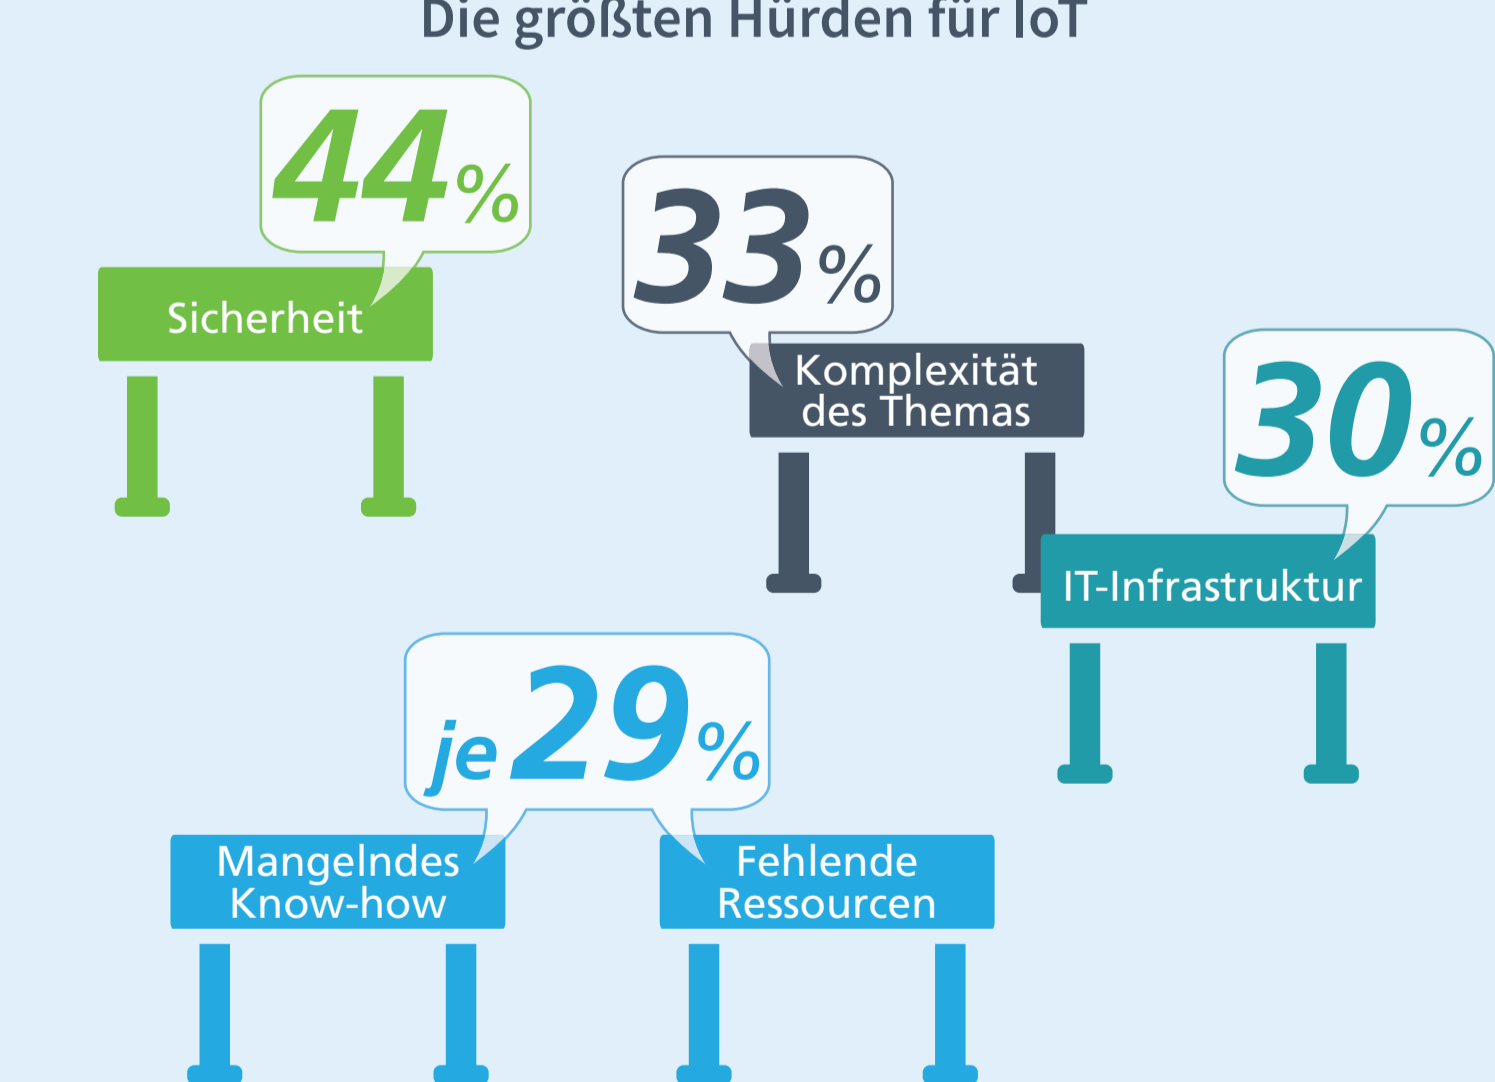 Die größten Hürden für IoT
44%
Sicherheit
33%
Komplexität
des Themas
30%
IT-Infrastruktur
je 29%
Mangelndes
Know-how
Fehlende
Ressourcen